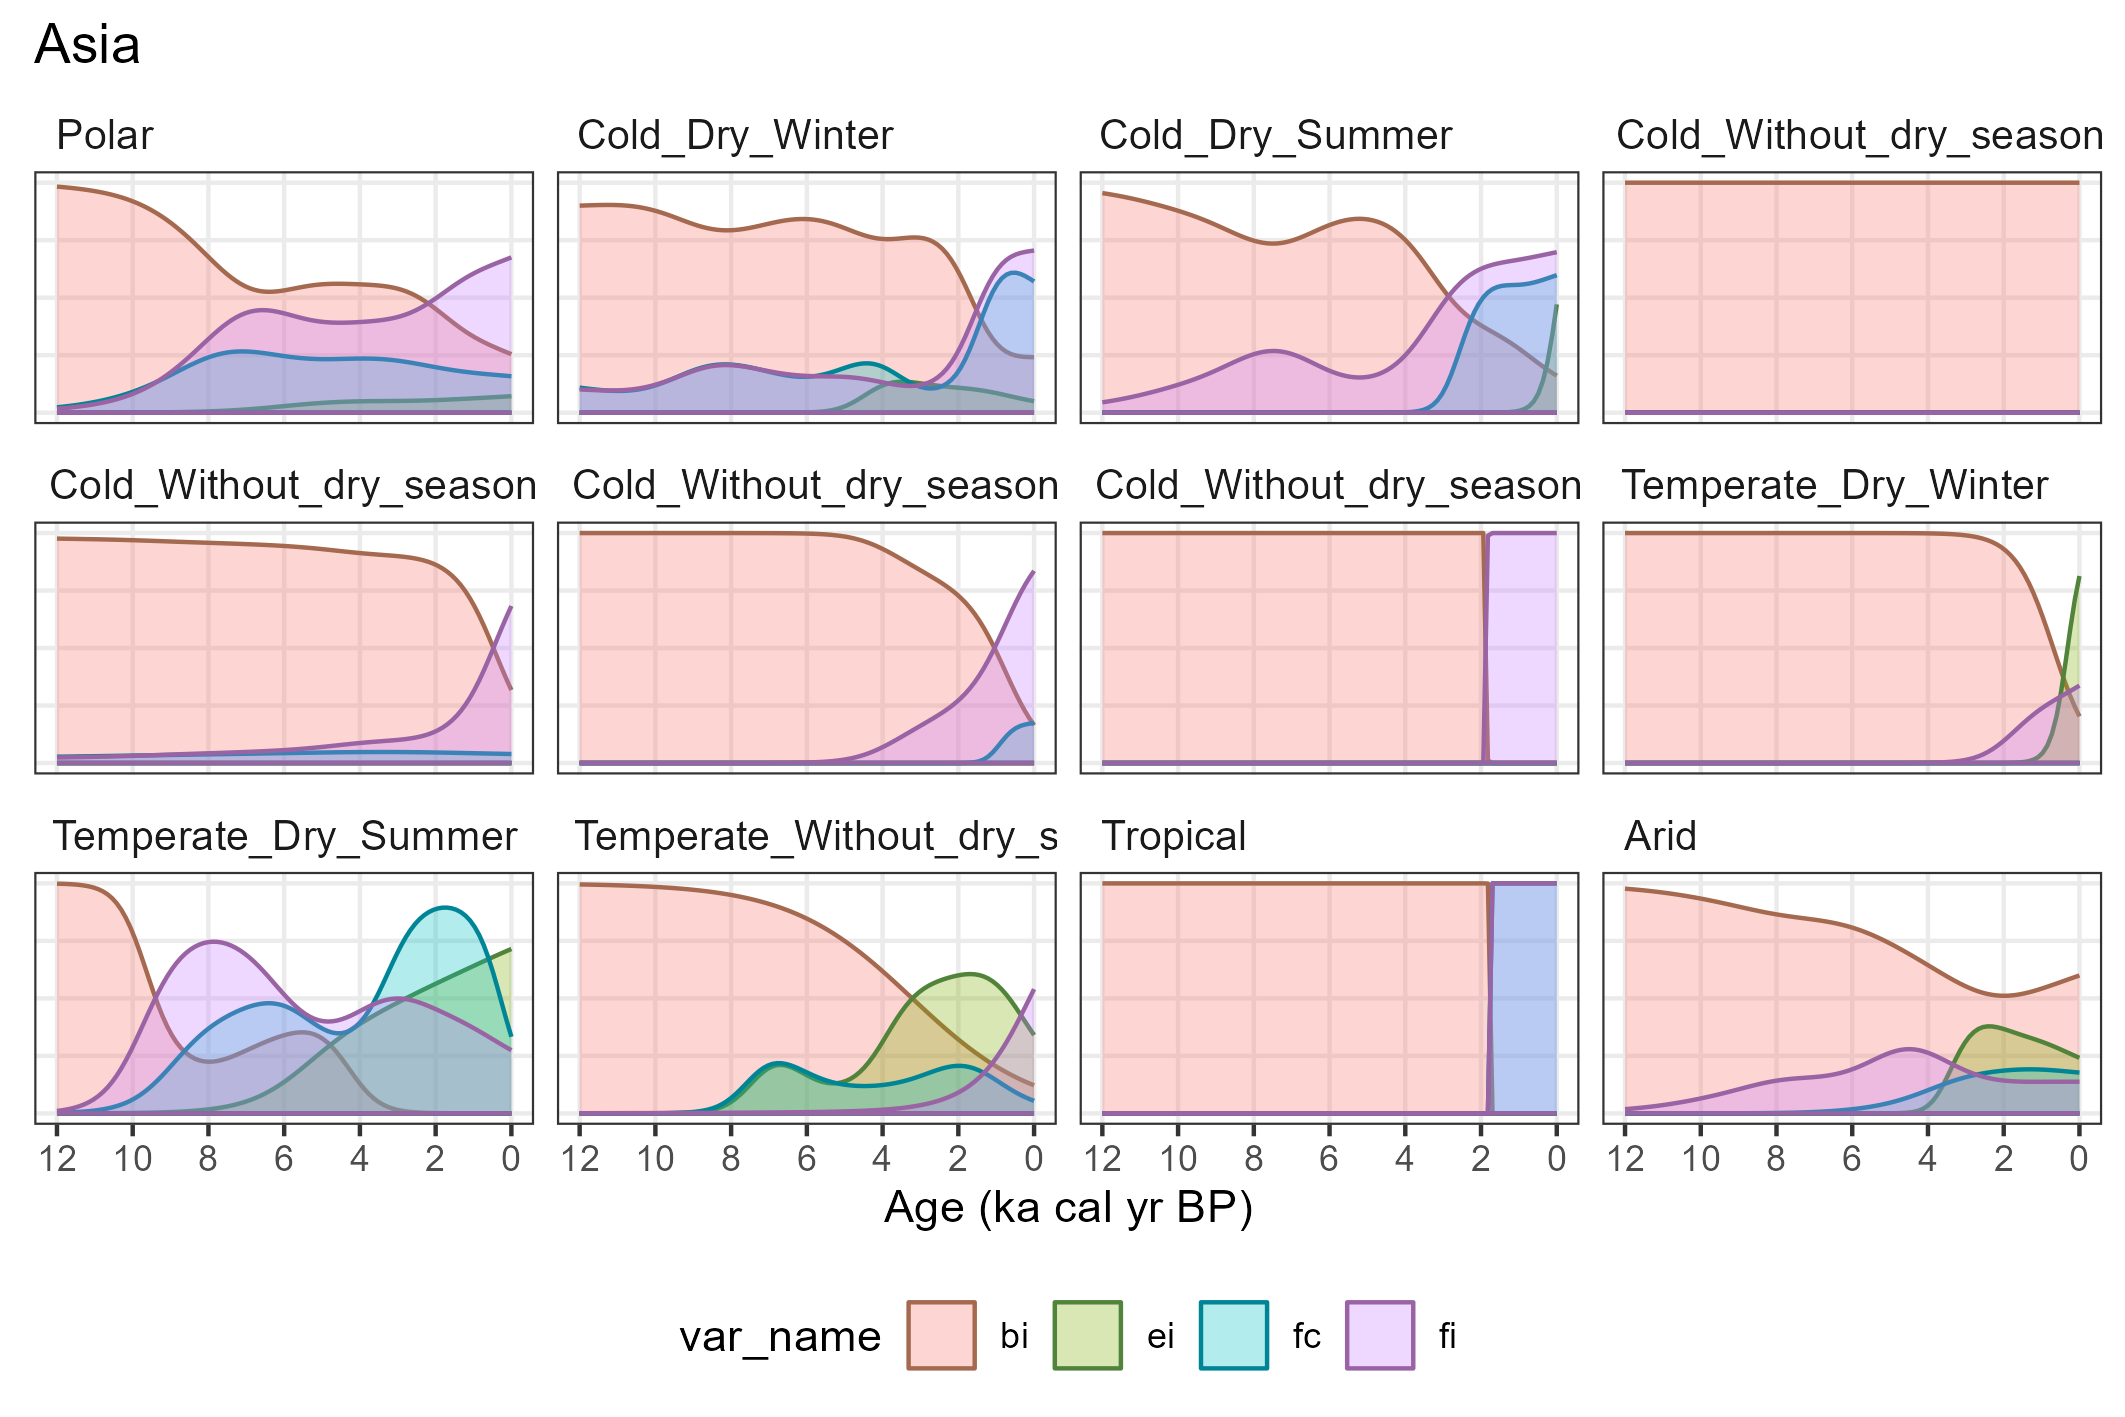 Asia
Polar
Cold_Dry_Winter
Cold_Dry_Summer
Cold_Without_dry_season
Cold_Without_dry_season
Cold_Without_dry_season
Cold_Without_dry_season
Temperate_Dry_Winter
Temperate_Dry_Summer
Temperate_Without_dry_s
Tropical
Arid
12 10 8 6 4 2 0
12 10 8 6 4 2 0
12 10 8 6 4 2 0
12 10 8 6 4 2 0
Age (ka cal yr BP)
var_name bi ei fc fi